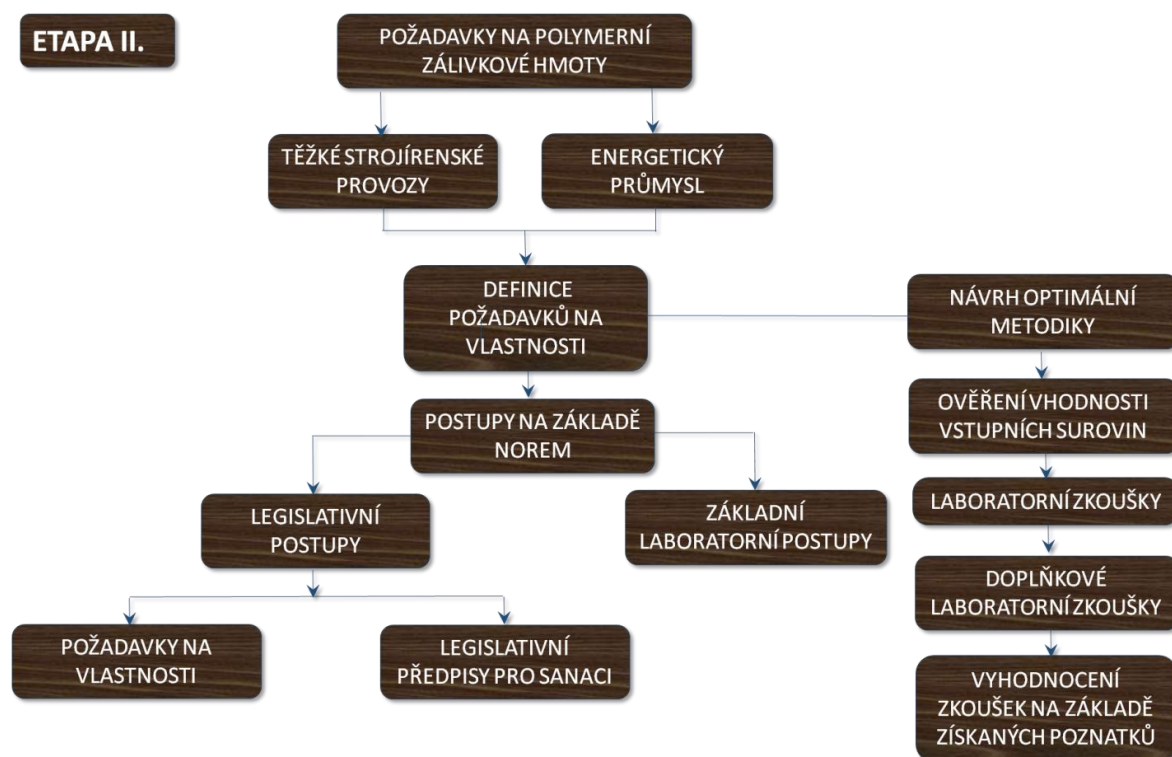 ETAPA II.
POŽADAVKY NA POLYMERNÍ
ZÁLIVKOVÉ HMOTY
TĚŽKÉ STROJÍRENSKÉ
PROVOZY
ENERGETICKÝ
PRŮMYSL
DEFINICE
POŽADAVKŮ NA
VLASTNOSTI
POSTUPY NA ZÁKLADĚ
NOREM
LEGISLATIVNÍ
POSTUPY
ZÁKLADNÍ
LABORATORNÍ POSTUPY
POŽADAVKY NA
VLASTNOSTI
LEGISLATIVNÍ
PŘEDPISY PRO SANACI
NÁVRH OPTIMÁLNÍ
METODIKY
OVĚŘENÍ VHODNOSTI
VSTUPNÍCH SUROVIN
LABORATORNÍ ZKOUŠKY
DOPLŇKOVÉ
LABORATORNÍ ZKOUŠKY
VYHODNOCENÍ
ZKOUŠEK NA ZÁKLADĚ
ZÍSKANÝCH POZNATKŮ